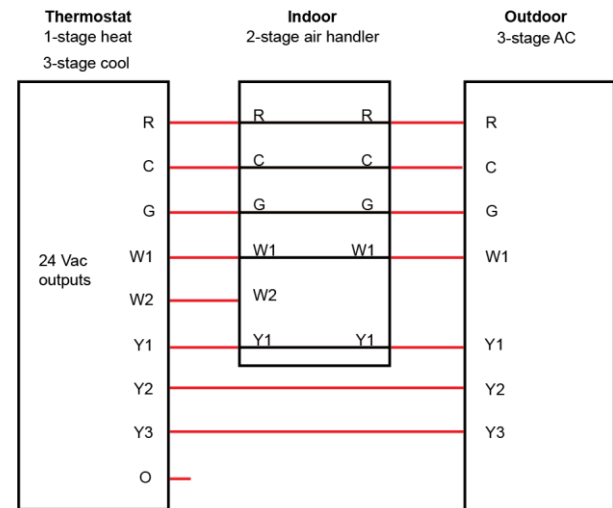 Thermostat
1-stage heat
3-stage cool
Indoor
2-stage air handler
Outdoor
3-stage AC
R R R R
C C C C
G G G G
W1 W1 W1 W1
24 Vac
outputs
W2 W2
Y1 Y1 Y1 Y1
Y2 Y2
Y3 Y3
O